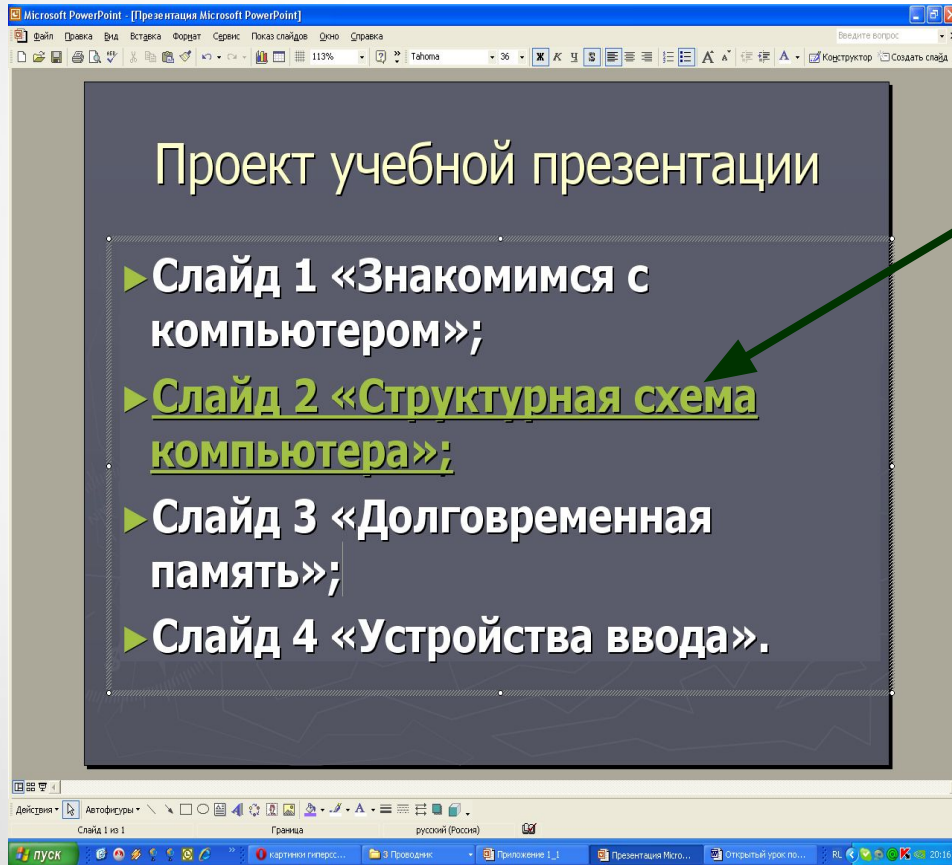 Microsoft PowerPoint - [Презентация Microsoft PowerPoint]
Файл Правка Вид Вставка Формат Сервис Показ слайдов Окно Справка Введите вопрос
113% Tahoma 36 Ж К Ч S Конструктор Создать слайд
Проект учебной презентации
Слайд 1 «Знакомимся с
компьютером»;
Слайд 2 «Структурная схема
компьютера»;
Слайд 3 «Долговременная
память»;
Слайд 4 «Устройства ввода».
Действия Автофигуры
Слайд 1 из 1 Граница русский (Россия)
пуск картинки гиперсс... 3 Проводник Приложение 1_1 Презентация Micro... Открытый урок по... RL 20:18